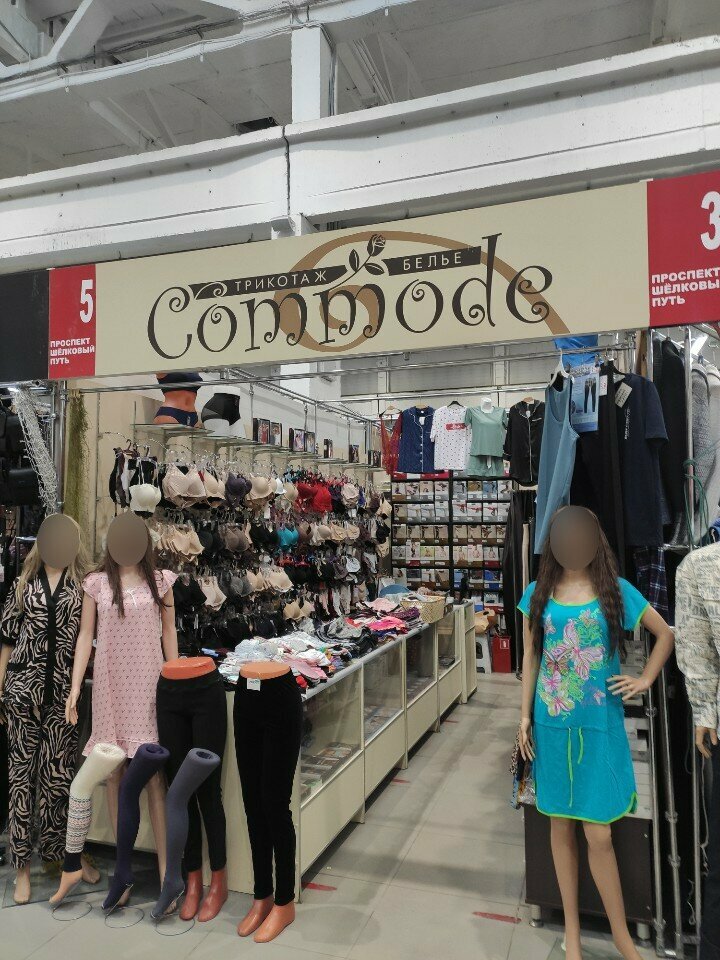 5
ПРОСПЕКТ
ШЁЛКОВЫЙ
ПУТЬ
ТРИКОТАЖ БЕЛЬЕ
Commode
3
ПРОСПЕКТ
ШЁЛКОВЫЙ
ПУТЬ